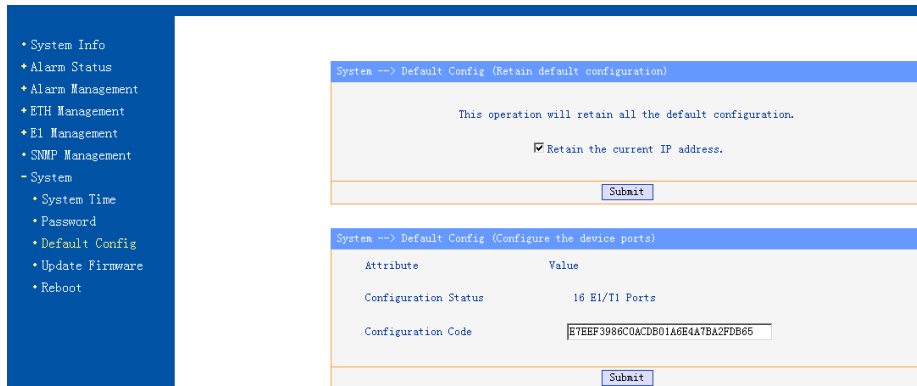 System Info
Alarm Status
Alarm Management
ETH Management
E1 Management
SNMP Management
System
System Time
Password
Default Config
Update Firmware
Reboot
System --> Default Config (Retain default configuration)
This operation will retain all the default configuration.
Retain the current IP address.
Submit
System --> Default Config (Configure the device ports)
Attribute Value
Configuration Status 16 E1/T1 Ports
Configuration Code E7EEF3986C0ACDB01A6E4A7BA2FDB65
Submit